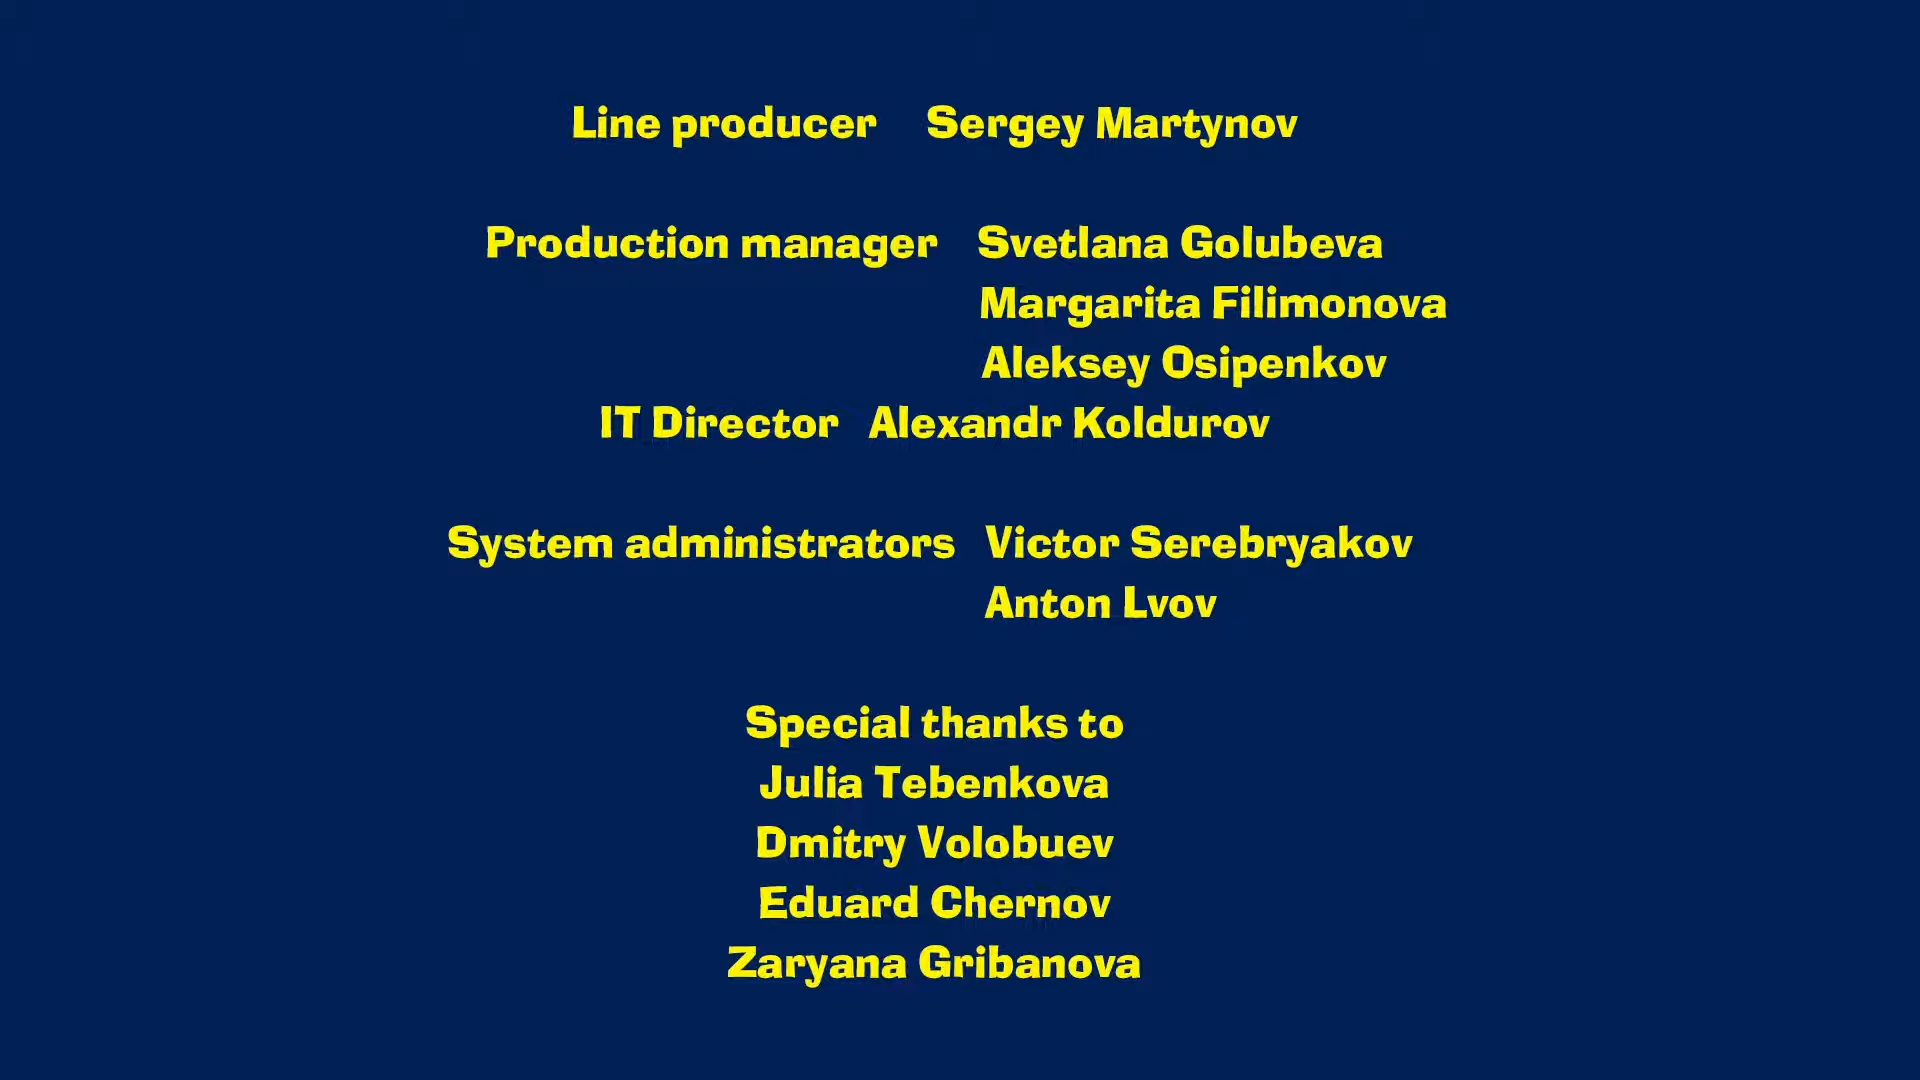 Line producer Sergey Martynov
Production manager Svetlana Golubeva
Margarita Filimonova
Aleksey Osipenkov
IT Director Alexandr Koldurov
System administrators Victor Serebryakov
Anton Lvov
Special thanks to
Julia Tebenkova
Dmitry Volobuev
Eduard Chernov
Zaryana Gribanova